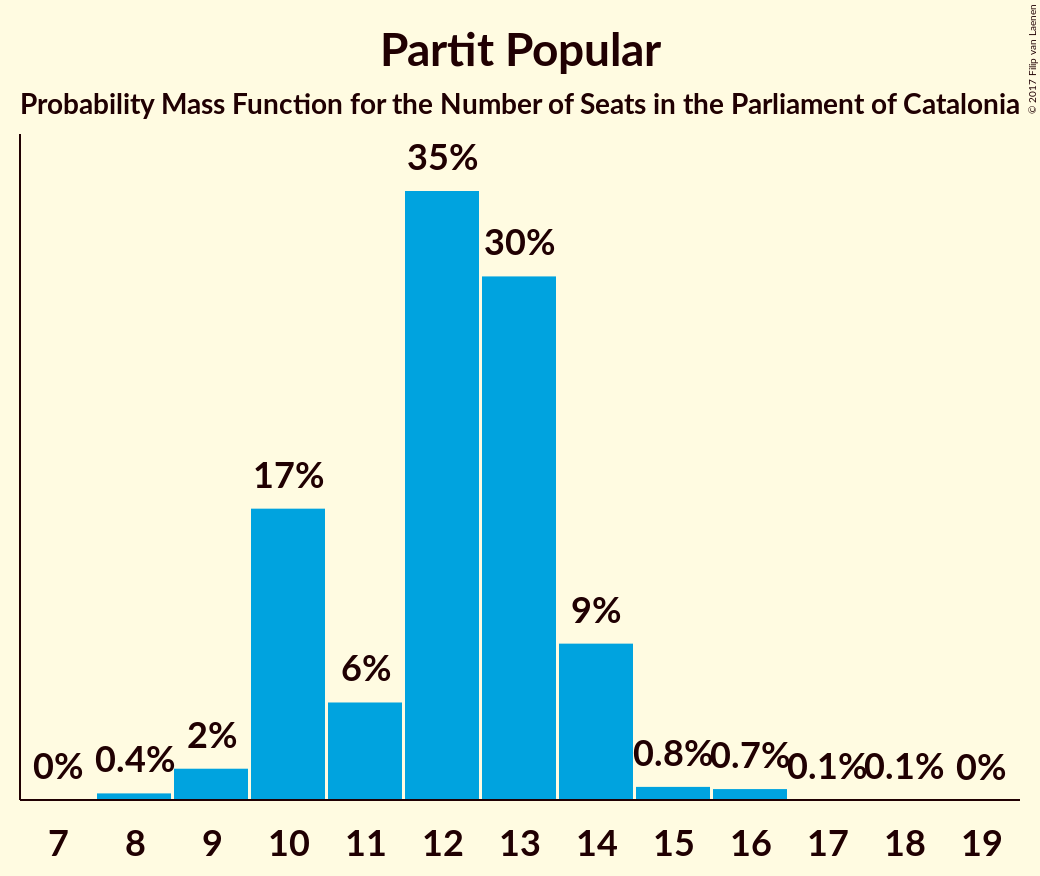 Partit Popular
Probability Mass Function for the Number of Seats in the Parliament of Catalonia
© 2017 Filip van Laenen
35%
30%
17%
9%
6%
2%
0% 0.4% 0.8% 0.7% 0.1% 0.1% 0%
7 8 9 10 11 12 13 14 15 16 17 18 19